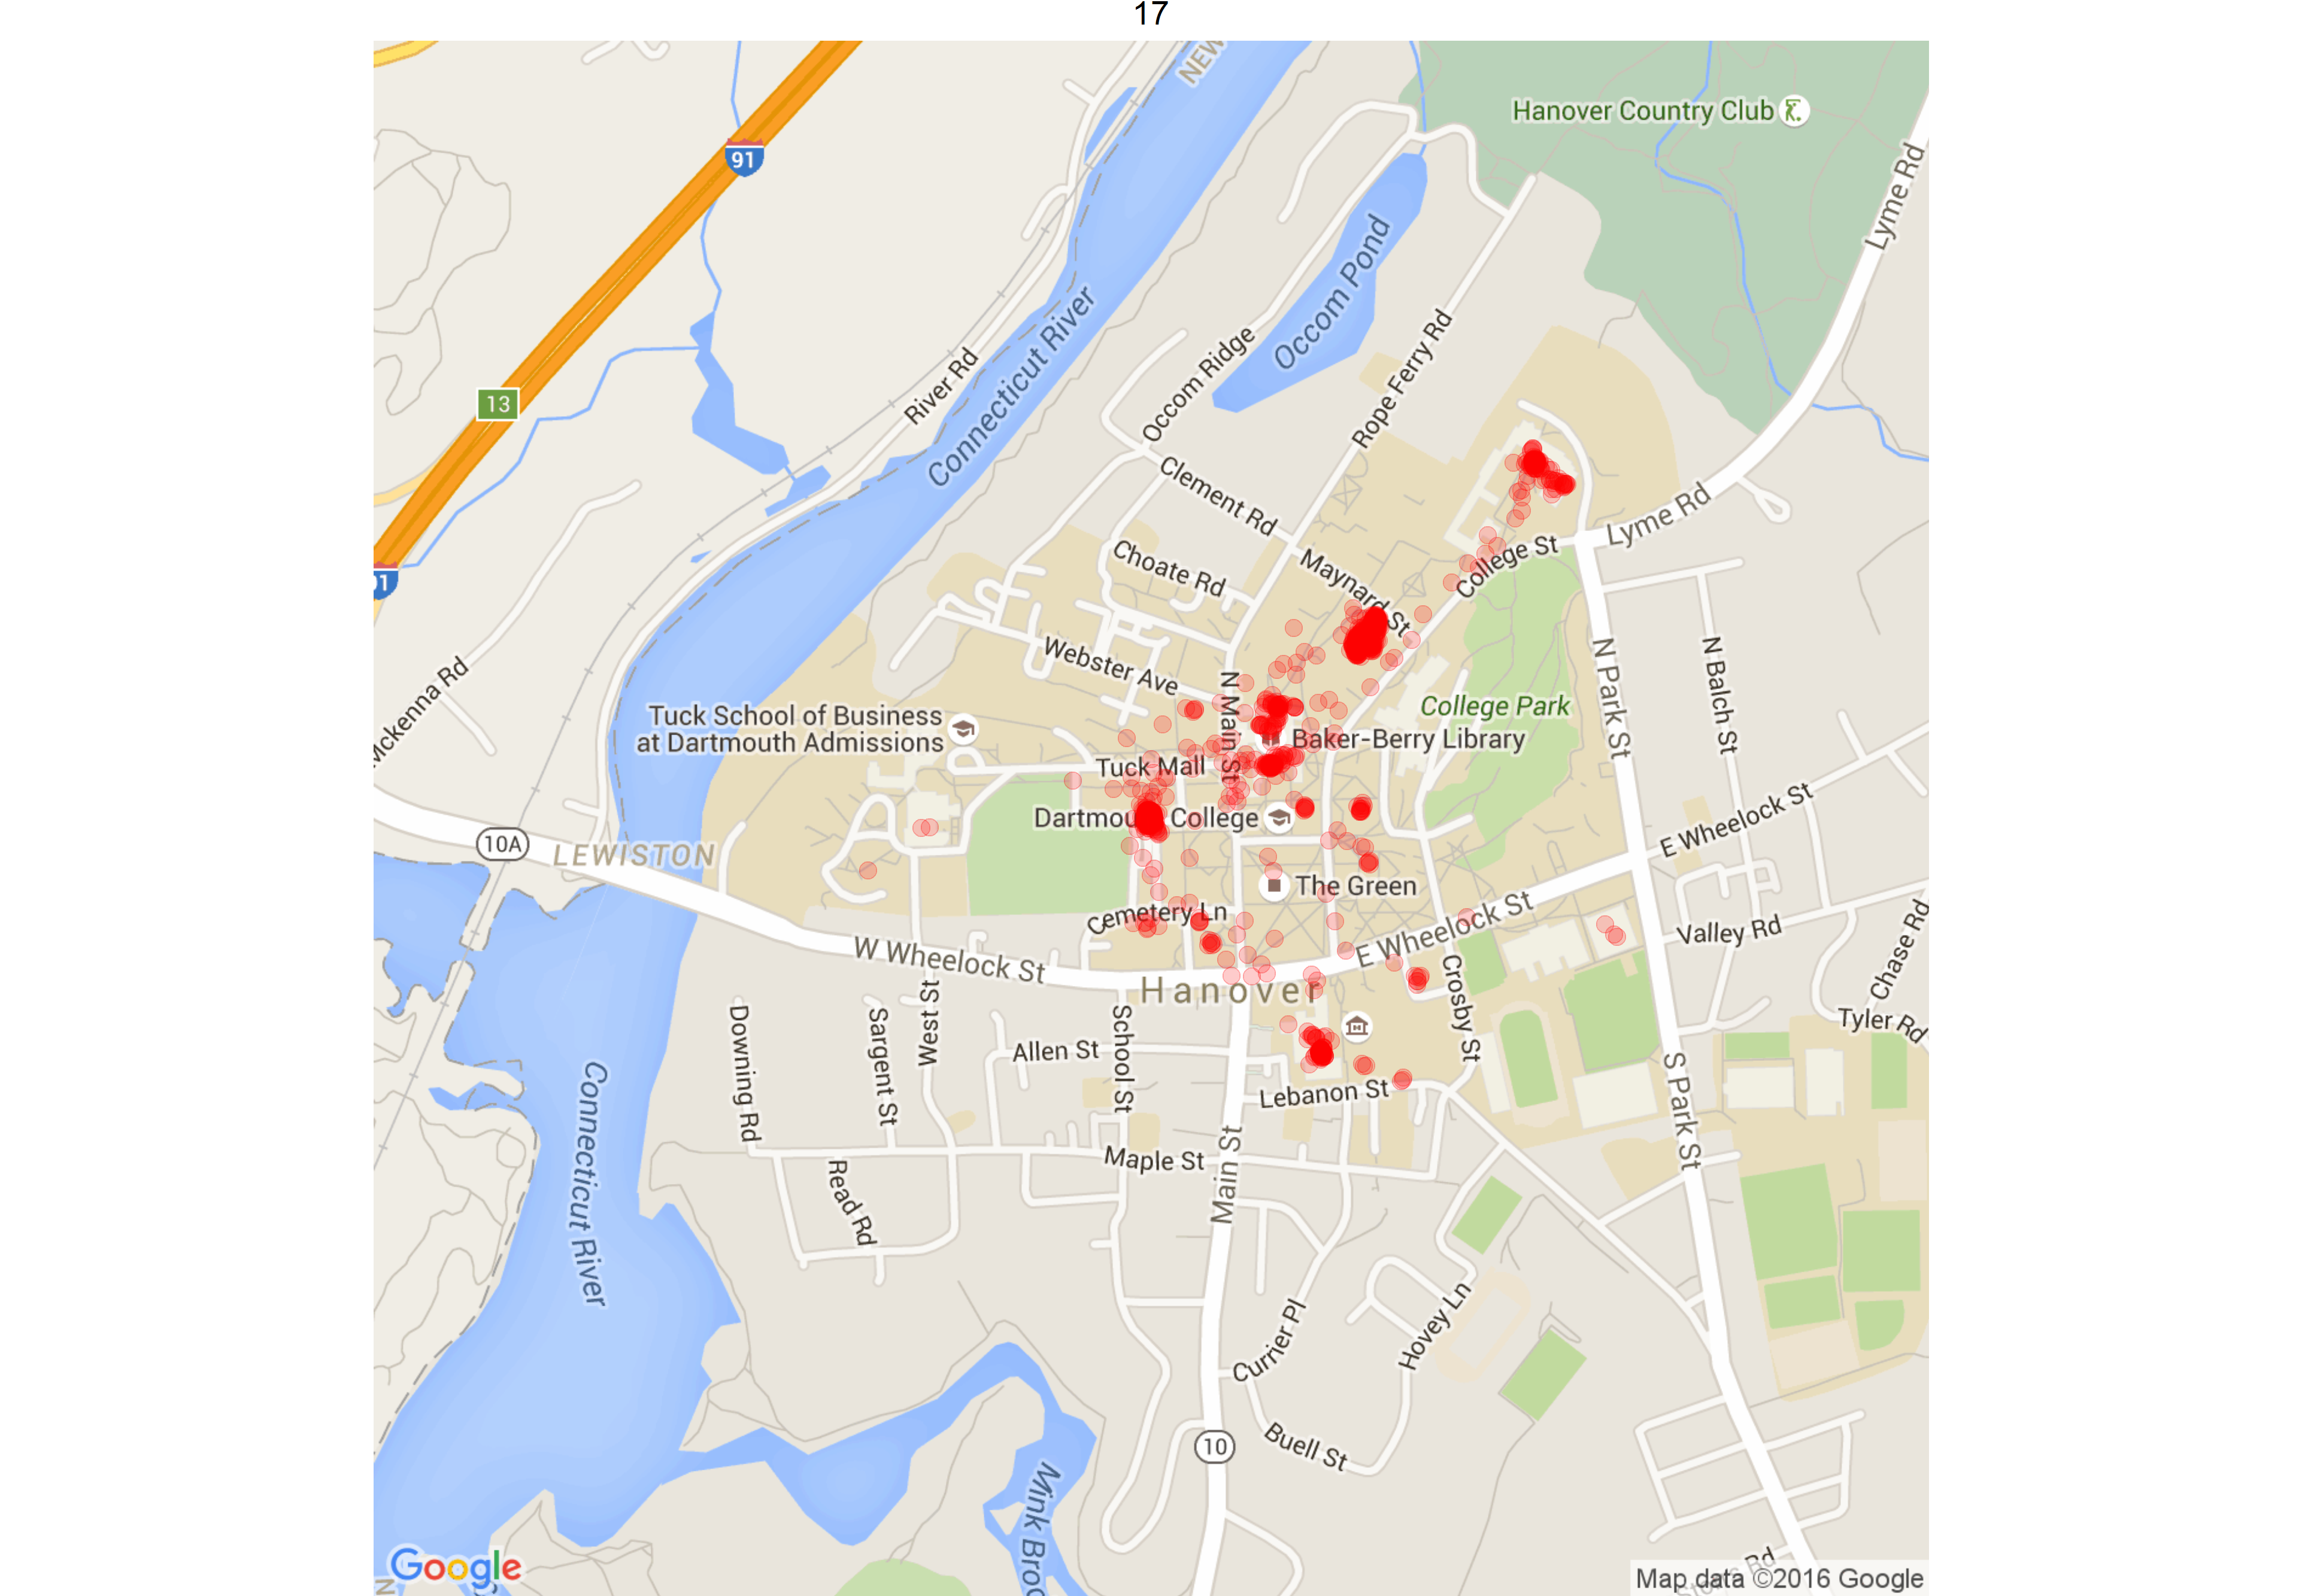 17
NEW
Hanover Country Club
91
Lyme Rd
Occom Pond
Connecticut River
River Rd
Occom Ridge
Rope Ferry Rd
13
Clement Rd
Lyme Rd
College St
Choate Rd
Maynard St
91
Webster Ave
N Main St
N Park St
N Balch St
Mckenna Rd
College Park
Tuck School of Business
at Dartmouth Admissions
Baker-Berry Library
Tuck Mall
Dartmouth College
10A
LEWISTON
E Wheelock St
The Green
Cemetery Ln
E Wheelock St
Valley Rd
Chase Rd
W Wheelock St
Hanover
Crosby St
Tyler Rd
Downing Rd
Sargent St
West St
School St
Allen St
Lebanon St
S Park St
Connecticut River
Maple St
Main St
Read Rd
Currier Pl
Hovey Ln
10
Buell St
Mink Broo
Google
Map data ©2016 Google